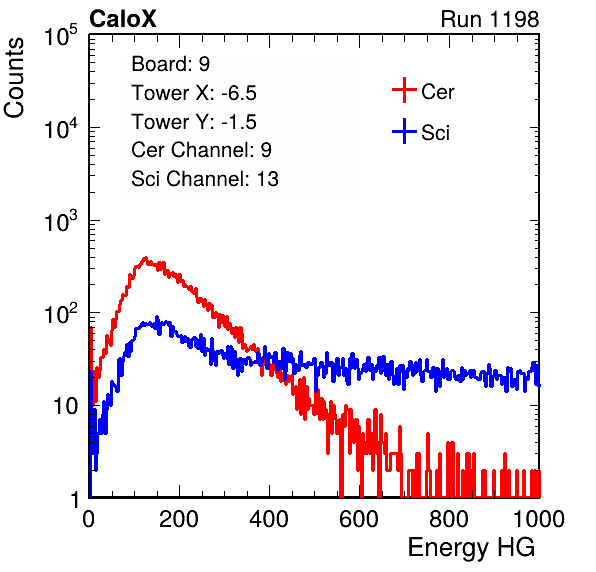 CaloX Run 1198
Counts
Board: 9
Tower X: -6.5
Tower Y: -1.5
Cer Channel: 9
Sci Channel: 13
Cer
Sci
10^5
10^4
10^3
10^2
10
1
0 200 400 600 800 1000
Energy HG